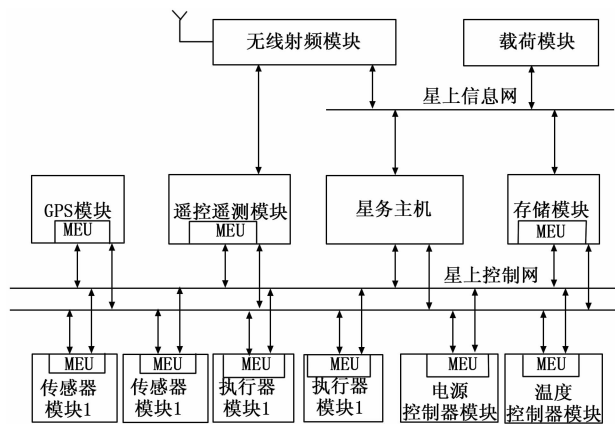 无线射频模块
载荷模块
星上信息网
GPS模块
MEU
遥控遥测模块
MEU
星务主机
存储模块
MEU
星上控制网
MEU
传感器
模块1
MEU
传感器
模块1
MEU
执行器
模块1
MEU
执行器
模块1
MEU
电源
控制器模块
MEU
温度
控制器模块